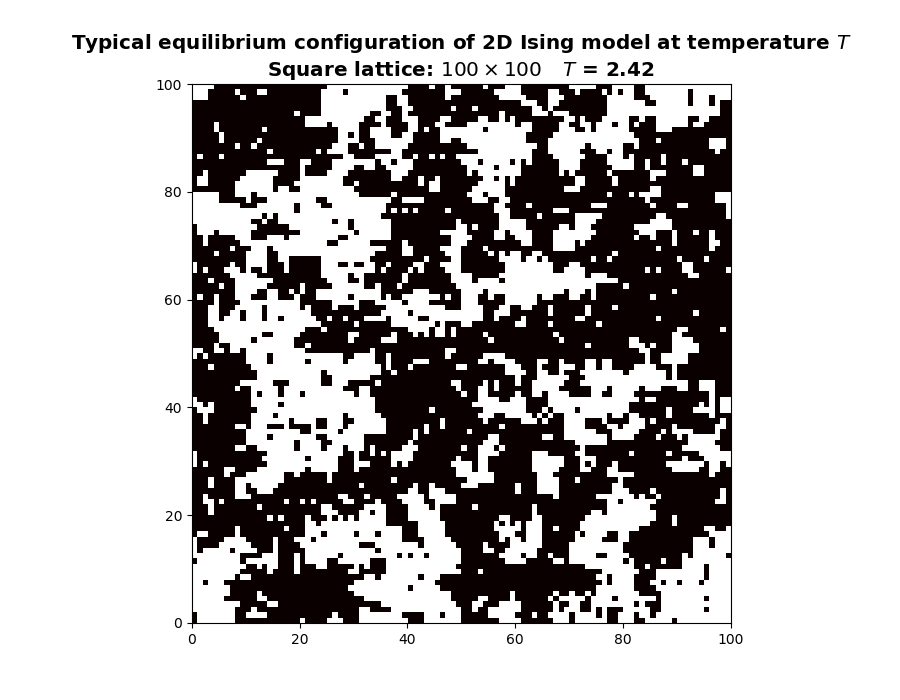 Typical equilibrium configuration of 2D Ising model at temperature T
Square lattice: 100 × 100 T = 2.42
100
80
60
40
20
0
0 20 40 60 80 100